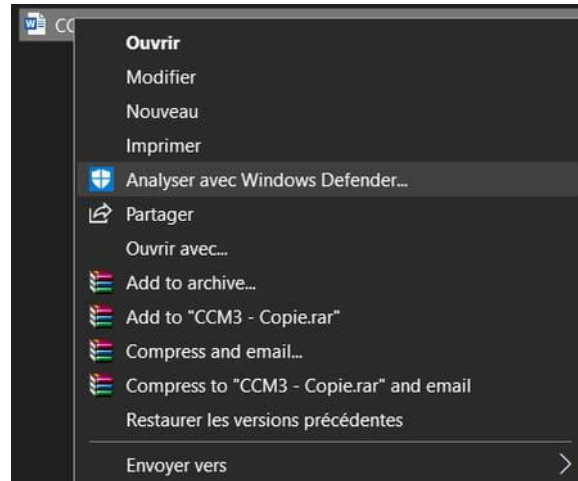 CC
Ouvrir
Modifier
Nouveau
Imprimer
Analyser avec Windows Defender...
Partager
Ouvrir avec...
Add to archive...
Add to "CCM3 - Copie.rar"
Compress and email...
Compress to "CCM3 - Copie.rar" and email
Restaurer les versions précédentes
Envoyer vers